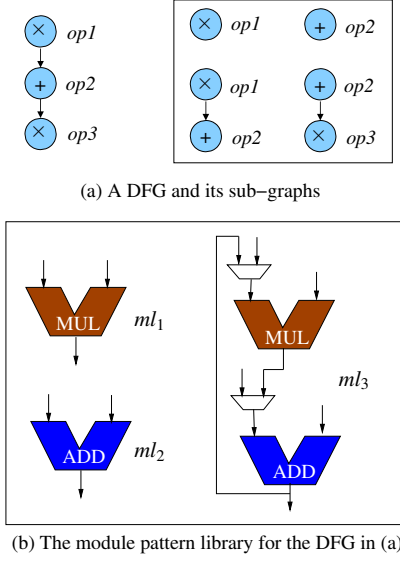 × op1
+ op2
× op3
× op1
+ op2
× op1
+ op2
+ op2
× op3
(a) A DFG and its sub−graphs
MUL ml1
ADD ml2
MUL
ml3
ADD
(b) The module pattern library for the DFG in (a)